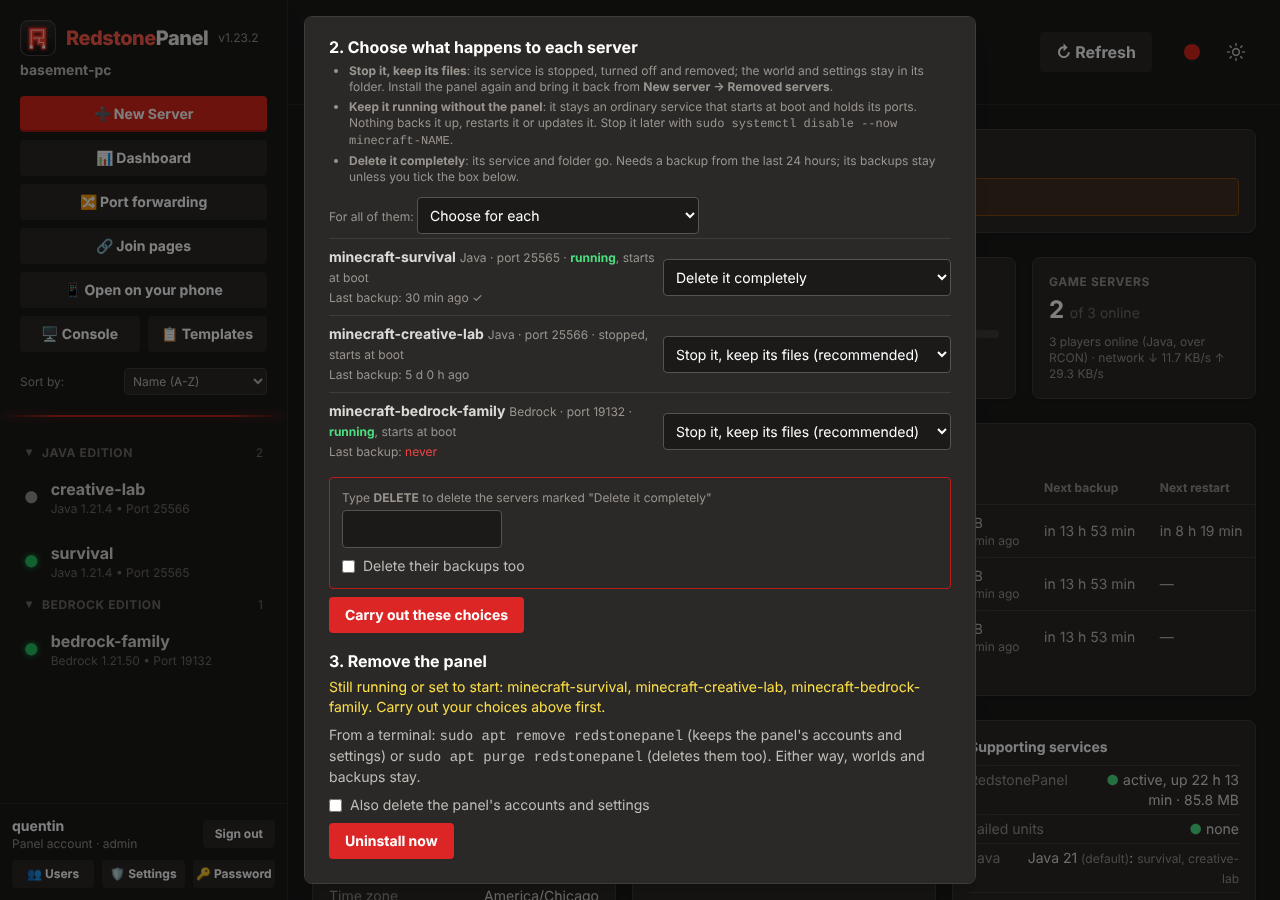 RedstonePanel v1.23.2
basement-pc
➕ New Server
📊 Dashboard
🔀 Port forwarding
🔗 Join pages
📱 Open on your phone
🖥️ Console
📋 Templates
Sort by:
Name (A-Z)
▼ JAVA EDITION 2
creative-lab
Java 1.21.4 • Port 25566
survival
Java 1.21.4 • Port 25565
▼ BEDROCK EDITION 1
bedrock-family
Bedrock 1.21.50 • Port 19132
quentin
Panel account · admin
Sign out
👥 Users
🛡️ Settings
🔑 Password
2. Choose what happens to each server
• Stop it, keep its files: its service is stopped, turned off and removed; the world and settings stay in its
folder. Install the panel again and bring it back from New server → Removed servers.
• Keep it running without the panel: it stays an ordinary service that starts at boot and holds its ports.
Nothing backs it up, restarts it or updates it. Stop it later with sudo systemctl disable --now
minecraft-NAME.
• Delete it completely: its service and folder go. Needs a backup from the last 24 hours; its backups stay
unless you tick the box below.
For all of them:
Choose for each
minecraft-survival Java · port 25565 · running, starts
at boot
Last backup: 30 min ago ✓
Delete it completely
minecraft-creative-lab Java · port 25566 · stopped,
starts at boot
Last backup: 5 d 0 h ago
Stop it, keep its files (recommended)
minecraft-bedrock-family Bedrock · port 19132 ·
running, starts at boot
Last backup: never
Stop it, keep its files (recommended)
Type DELETE to delete the servers marked "Delete it completely"
Delete their backups too
Carry out these choices
3. Remove the panel
Still running or set to start: minecraft-survival, minecraft-creative-lab, minecraft-bedrock-
family. Carry out your choices above first.
From a terminal: sudo apt remove redstonepanel (keeps the panel's accounts and
settings) or sudo apt purge redstonepanel (deletes them too). Either way, worlds and
backups stay.
Also delete the panel's accounts and settings
Uninstall now
↻ Refresh
GAME SERVERS
2 of 3 online
3 players online (Java, over
RCON) · network ↓ 11.7 KB/s ↑
29.3 KB/s
Next backup
Next restart
min ago
in 13 h 53 min
in 8 h 19 min
min ago
in 13 h 53 min
—
min ago
in 13 h 53 min
—
Supporting services
RedstonePanel
active, up 22 h 13
min · 85.8 MB
units
none
Java 21 (default): survival, creative-
lab
Time zone
America/Chicago